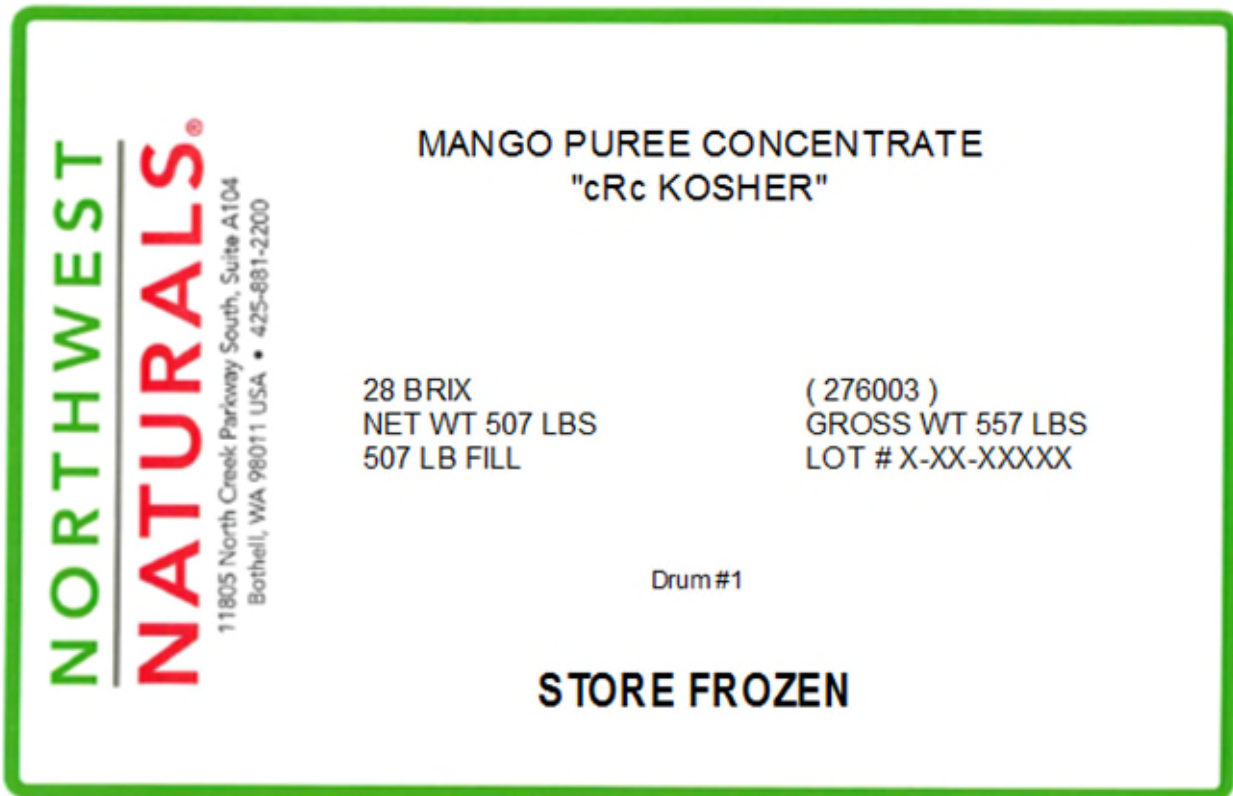 NORTHWEST
NATURALS®
11805 North Creek Parkway South, Suite A104
Bothell, WA 98011 USA • 425-881-2200
MANGO PUREE CONCENTRATE
"cRc KOSHER"
28 BRIX
NET WT 507 LBS
507 LB FILL
( 276003 )
GROSS WT 557 LBS
LOT # X-XX-XXXXX
Drum #1
STORE FROZEN